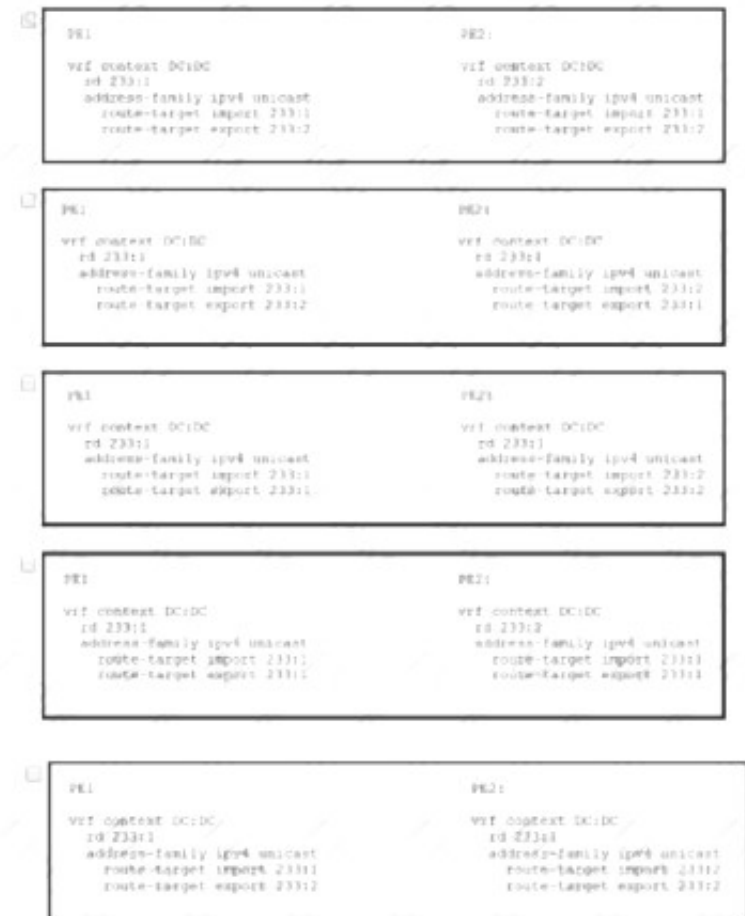 PE1 PE2:
vrf context DC:DC vrf context DC:DC
rd 233:1 rd 233:2
address-family ipv4 unicast address-family ipv4 unicast
route-target import 233:1 route-target import 233:1
route-target export 233:2 route-target export 233:2
PE1 PE2:
vrf context DC:DC vrf context DC:DC
rd 233:1 rd
address-family ipv4 unicast address-family ipv4 unicast
route-target import 233:1 route-target import 233:2
route-target export 233:2 route-target export 233:1
PE1 PE2:
vrf context DC:DC vrf context DC:DC
rd 233:1 rd
address-family ipv4 unicast address-family ipv4 unicast
route-target import 233:1 route-target import 233:2
route-target export 233:1 route-target export 233:2
PE1 PE2:
vrf context DC:DC vrf context DC:DC
rd 233:1 rd 233:2
address-family ipv4 unicast address-family ipv4 unicast
route-target import 233:1 route-target import 233:1
route-target export 233:1 route-target export 233:1
PE1 PE2:
vrf context DC:DC vrf context DC:DC
rd 233:1 rd
address-family ipv4 unicast address-family ipv4 unicast
route-target import 233:1 route-target import 233:2
route-target export 233:2 route-target export 233:2